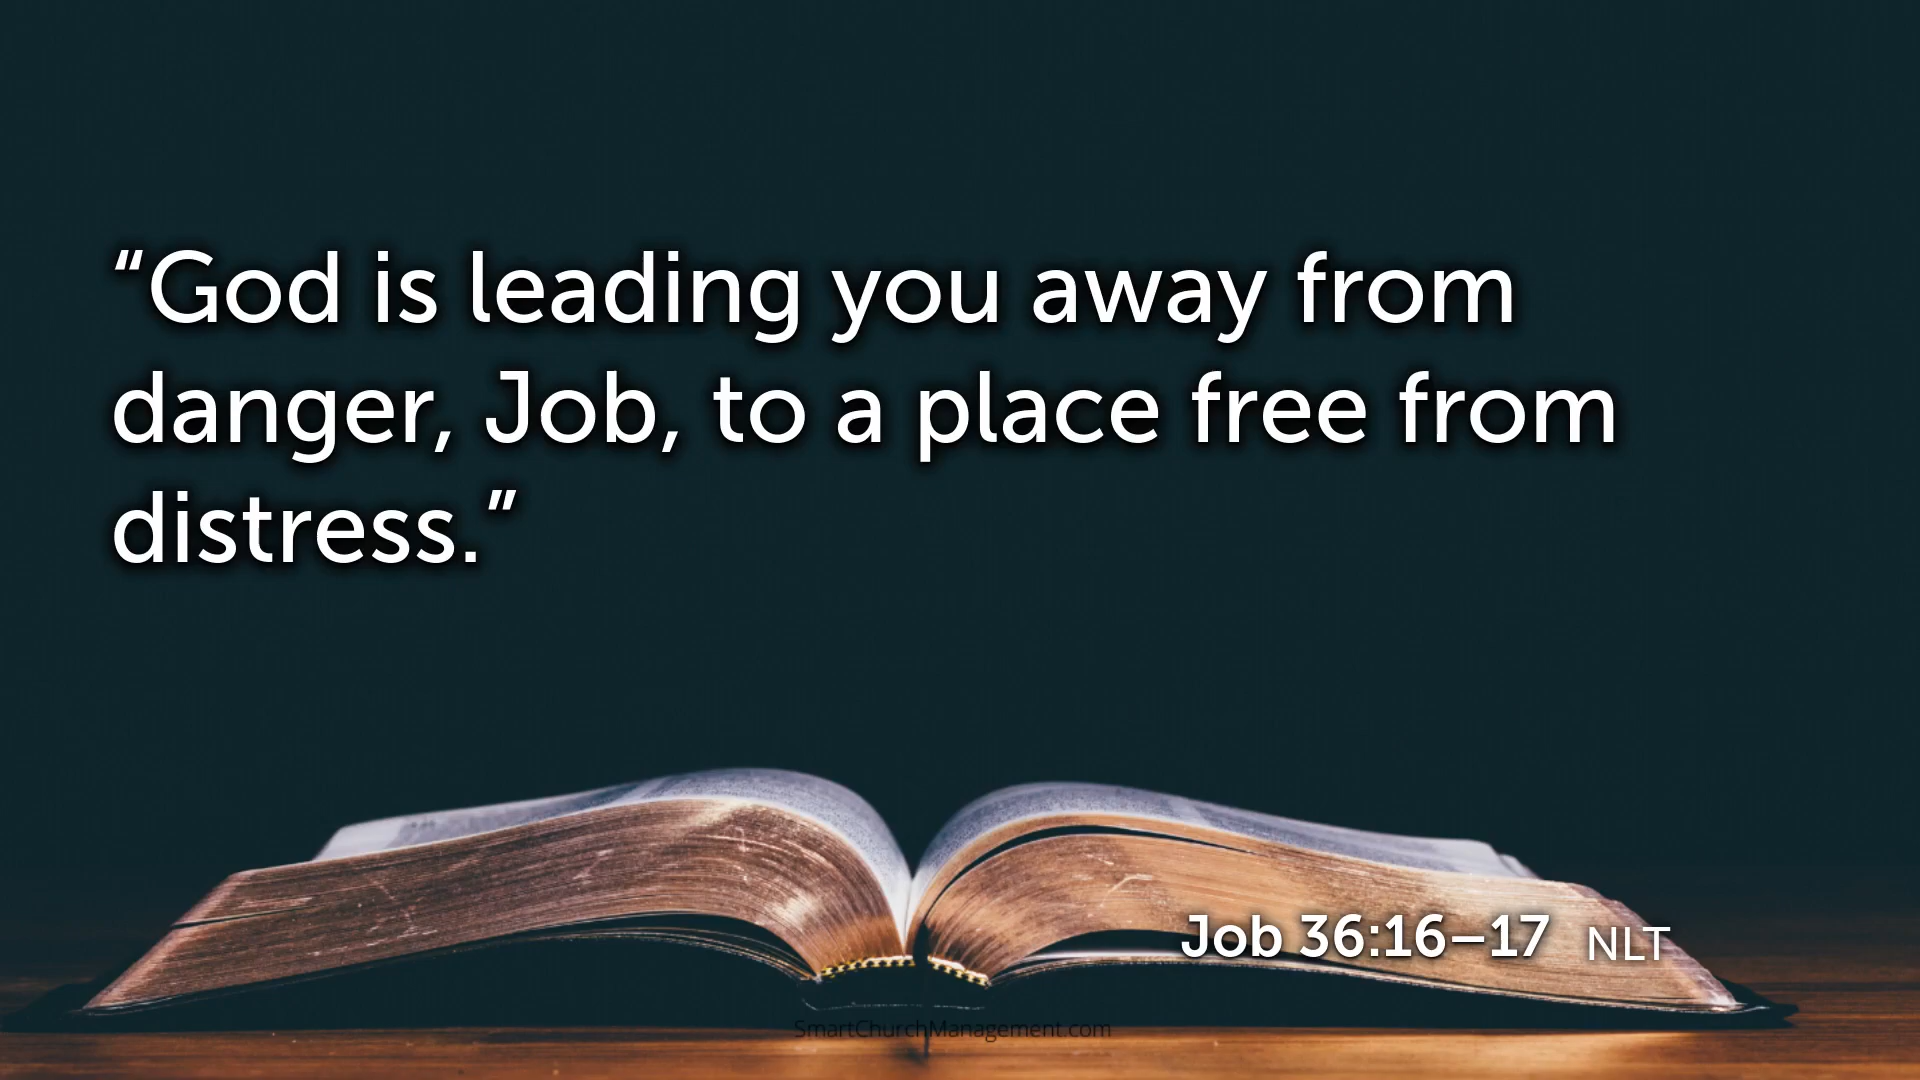 “God is leading you away from
danger, Job, to a place free from
distress.”
Job 36:16–17 NLT
SmartChurchManagement.com